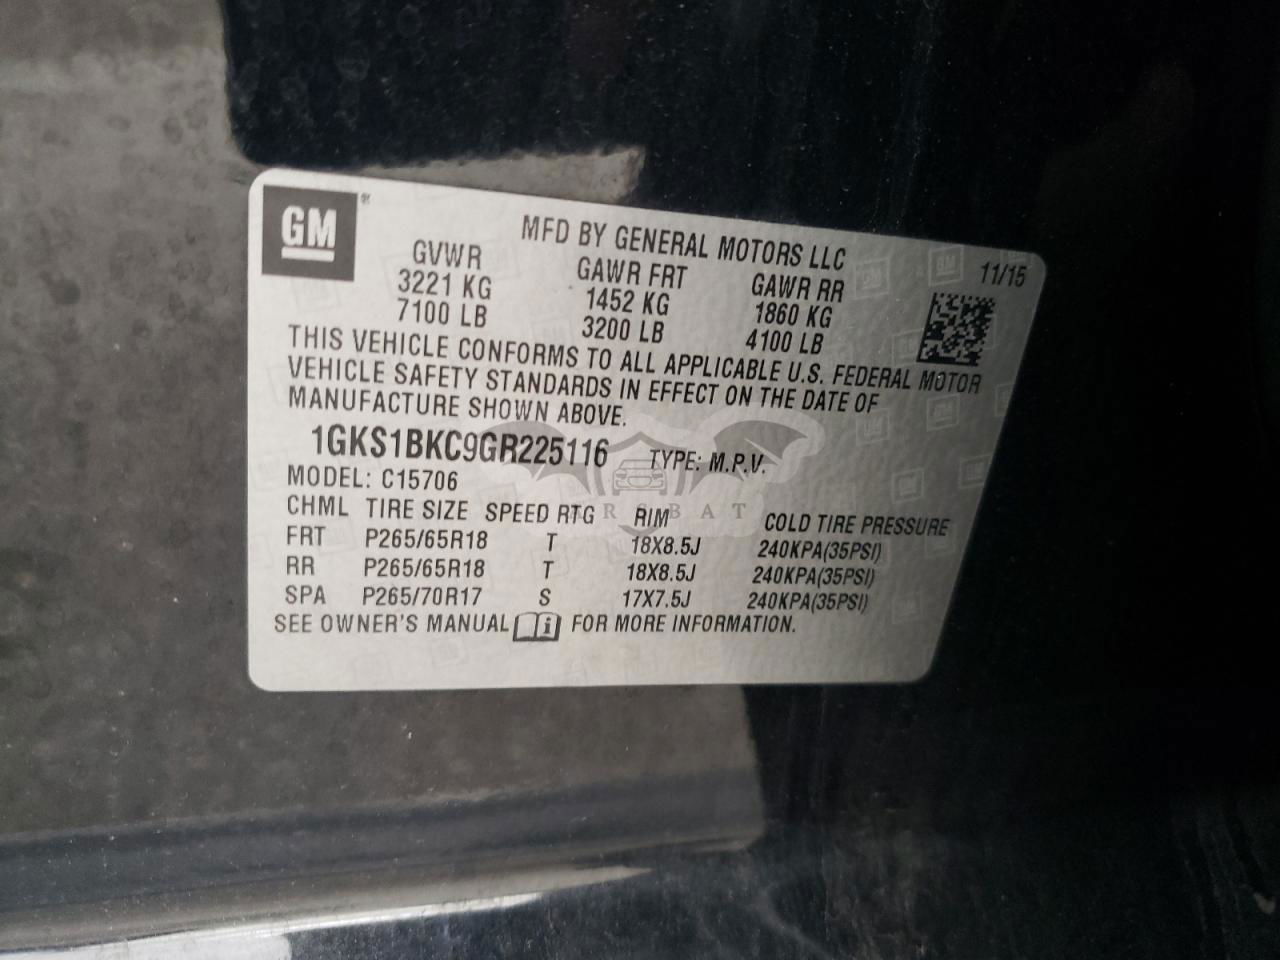 GM
MFD BY GENERAL MOTORS LLC
GVWR GAWR FRT GAWR RR 11/15
3221 KG 1452 KG 1860 KG
7100 LB 3200 LB 4100 LB
THIS VEHICLE CONFORMS TO ALL APPLICABLE U.S. FEDERAL MOTOR
VEHICLE SAFETY STANDARDS IN EFFECT ON THE DATE OF
MANUFACTURE SHOWN ABOVE.
1GKS1BKC9GR225116 TYPE: M.P.V.
MODEL: C15706
CHML TIRE SIZE SPEED RTG RIM COLD TIRE PRESSURE
FRT P265/65R18 T 18X8.5J 240KPA(35PSI)
RR P265/65R18 T 18X8.5J 240KPA(35PSI)
SPA P265/70R17 S 17X7.5J 240KPA(35PSI)
SEE OWNER'S MANUAL i FOR MORE INFORMATION.